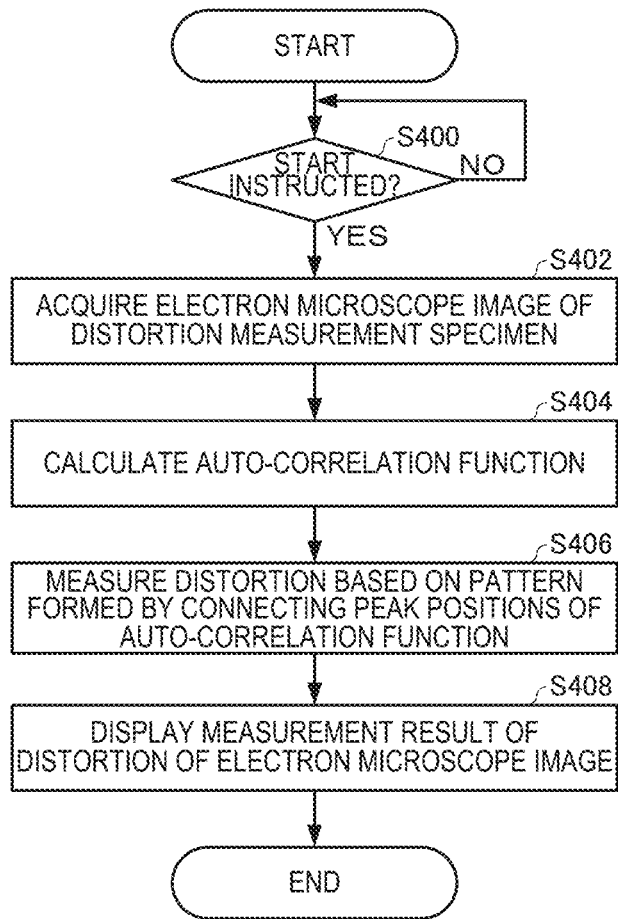 START
S400
START
INSTRUCTED?
NO
YES
S402
ACQUIRE ELECTRON MICROSCOPE IMAGE OF
DISTORTION MEASUREMENT SPECIMEN
S404
CALCULATE AUTO-CORRELATION FUNCTION
S406
MEASURE DISTORTION BASED ON PATTERN
FORMED BY CONNECTING PEAK POSITIONS OF
AUTO-CORRELATION FUNCTION
S408
DISPLAY MEASUREMENT RESULT OF
DISTORTION OF ELECTRON MICROSCOPE IMAGE
END